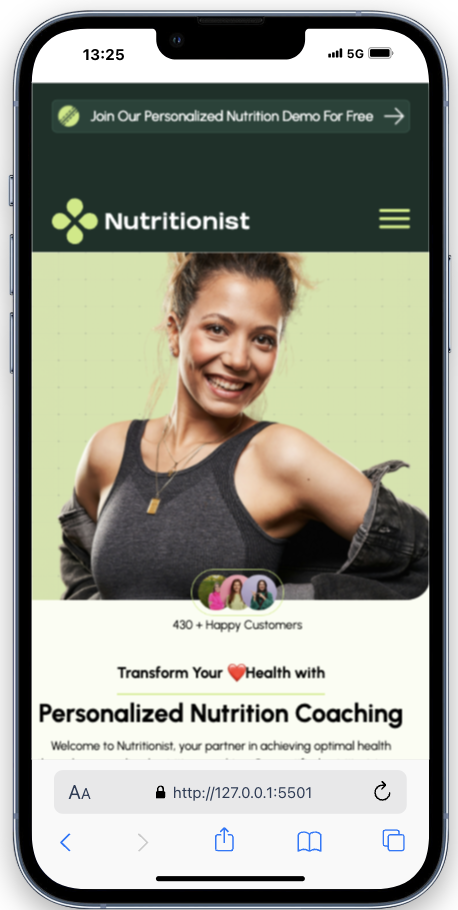 13:25
5G
Join Our Personalized Nutrition Demo For Free
Nutritionist
430 + Happy Customers
Transform Your ❤️Health with
Personalized Nutrition Coaching
Welcome to Nutritionist, your partner in achieving optimal health
AA
http://127.0.0.1:5501